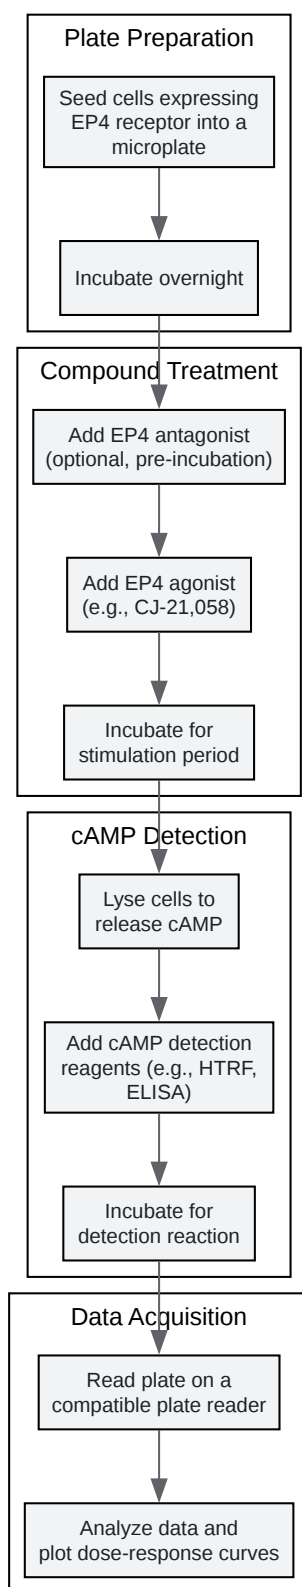 Plate Preparation
Seed cells expressing
EP4 receptor into a
microplate
Incubate overnight
Compound Treatment
Add EP4 antagonist
(optional, pre-incubation)
Add EP4 agonist
(e.g., CJ-21,058)
Incubate for
stimulation period
cAMP Detection
Lyse cells to
release cAMP
Add cAMP detection
reagents (e.g., HTRF,
ELISA)
Incubate for
detection reaction
Data Acquisition
Read plate on a
compatible plate reader
Analyze data and
plot dose-response curves